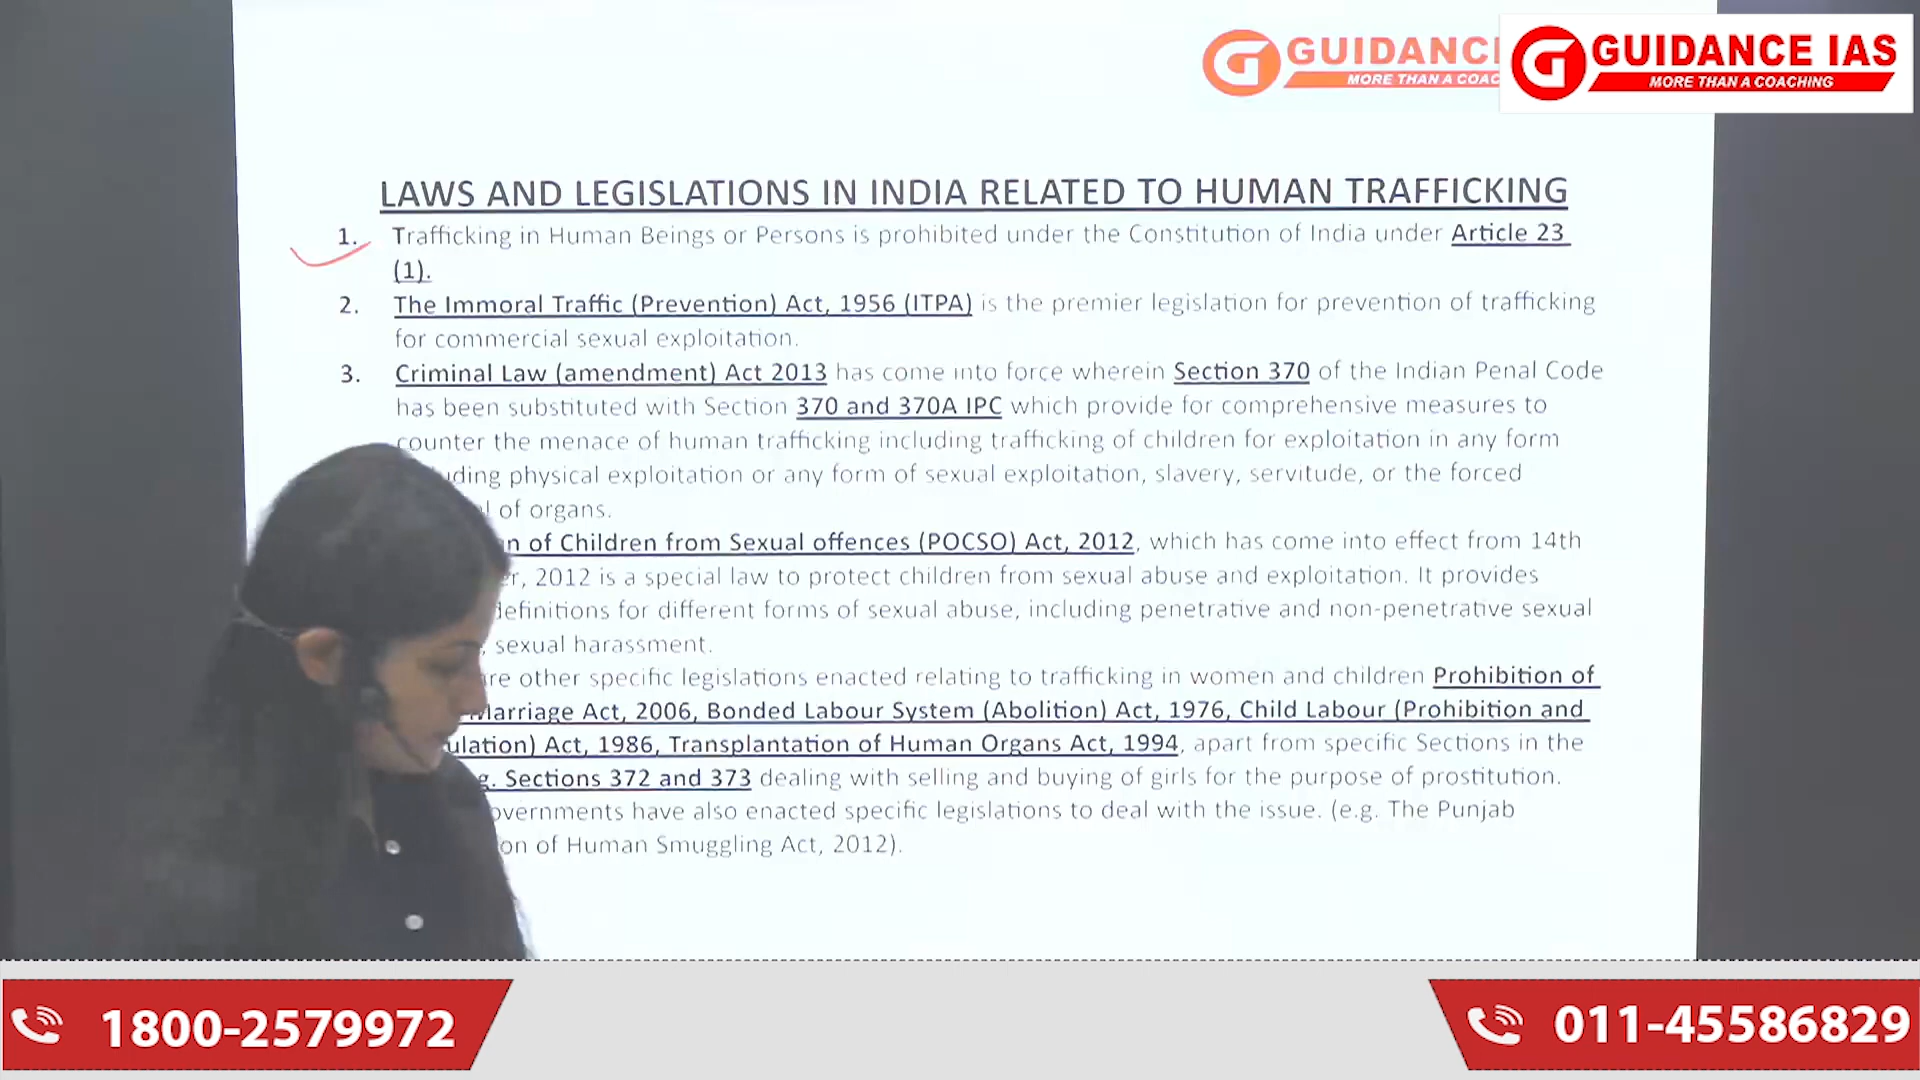 GUIDANCE IAS
MORE THAN A COACHING
GUIDANC
MORE THAN A COAC
LAWS AND LEGISLATIONS IN INDIA RELATED TO HUMAN TRAFFICKING
1. Trafficking in Human Beings or Persons is prohibited under the Constitution of India under Article 23
(1).
2. The Immoral Traffic (Prevention) Act, 1956 (ITPA) is the premier legislation for prevention of trafficking
for commercial sexual exploitation.
3. Criminal Law (amendment) Act 2013 has come into force wherein Section 370 of the Indian Penal Code
has been substituted with Section 370 and 370A IPC which provide for comprehensive measures to
counter the menace of human trafficking including trafficking of children for exploitation in any form
physical exploitation or any form of sexual exploitation, slavery, servitude, or the forced
of organs.
of Children from Sexual offences (POCSO) Act, 2012, which has come into effect from 14th
2012 is a special law to protect children from sexual abuse and exploitation. It provides
definitions for different forms of sexual abuse, including penetrative and non-penetrative sexual
sexual harassment.
other specific legislations enacted relating to trafficking in women and children Prohibition of
Marriage Act, 2006, Bonded Labour System (Abolition) Act, 1976, Child Labour (Prohibition and
ulation) Act, 1986, Transplantation of Human Organs Act, 1994, apart from specific Sections in the
Sections 372 and 373 dealing with selling and buying of girls for the purpose of prostitution.
overnments have also enacted specific legislations to deal with the issue. (e.g. The Punjab
on of Human Smuggling Act, 2012).
1800-2579972
011-45586829